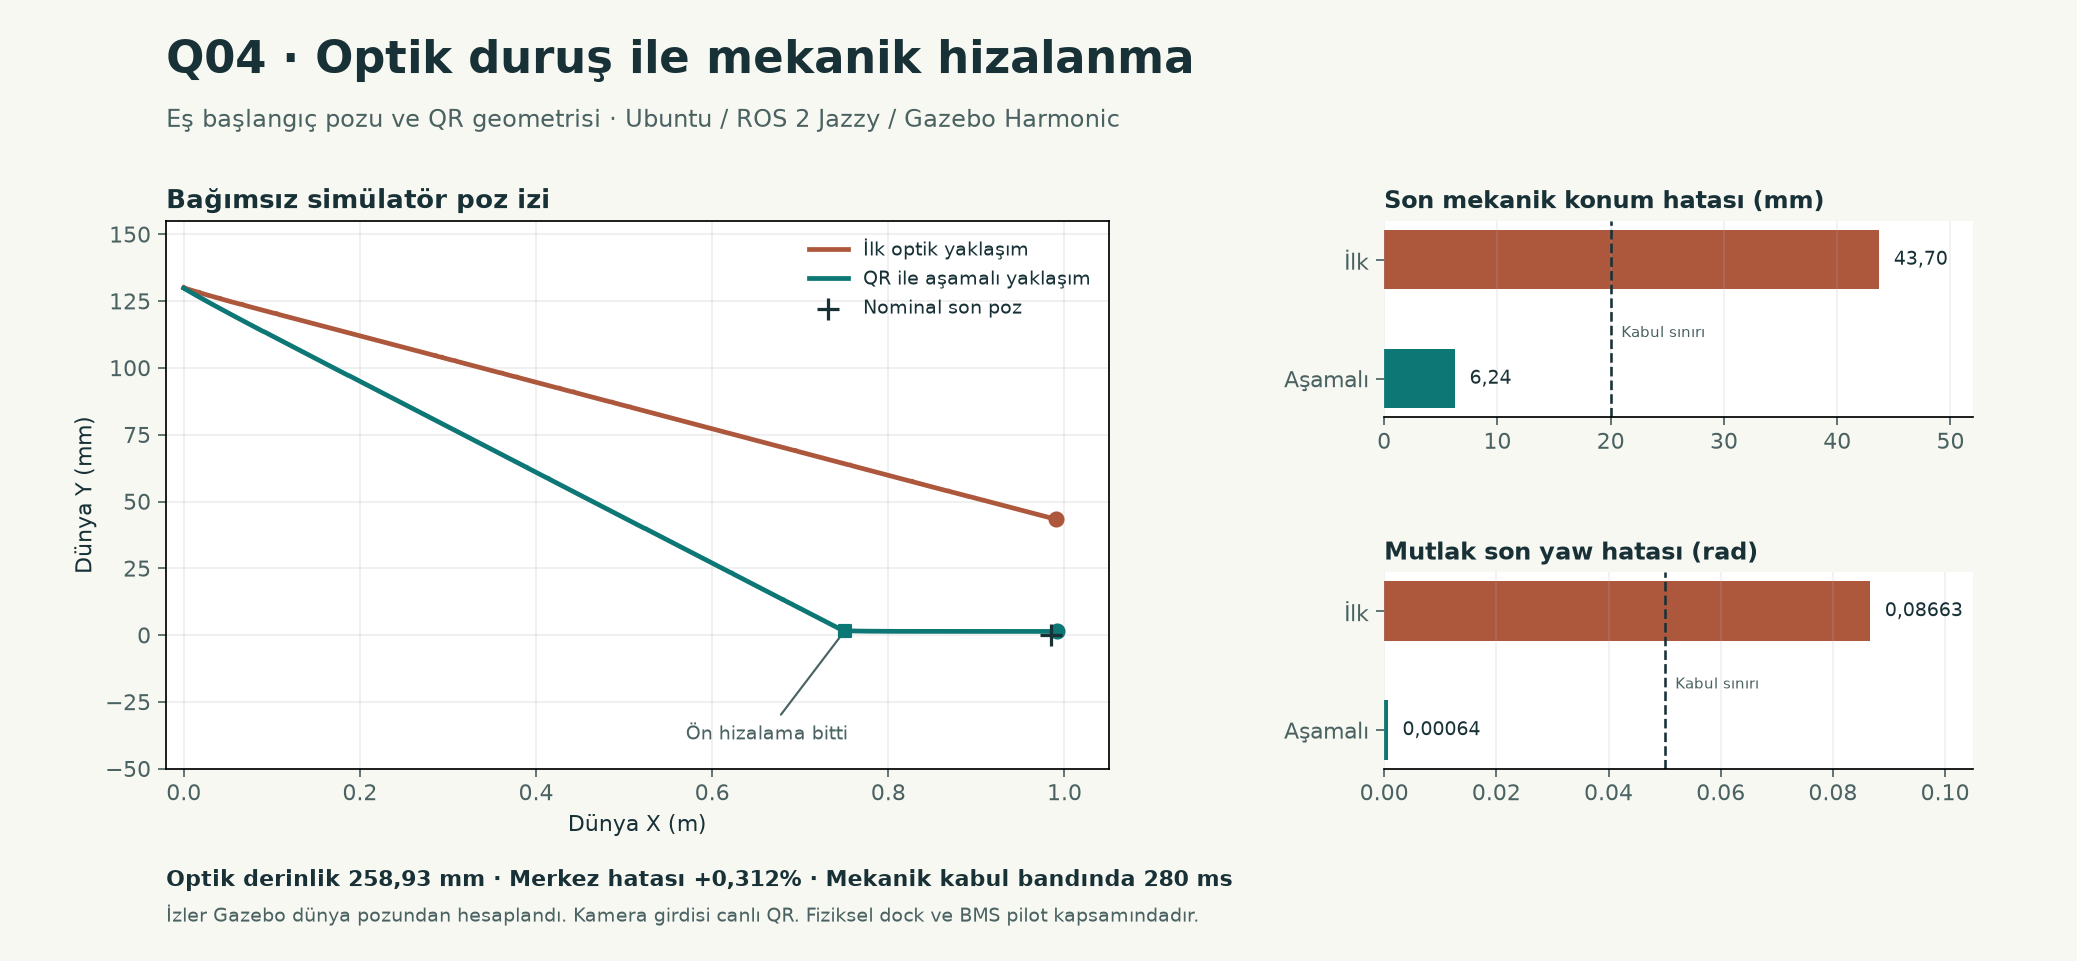 Q04 · Optik duruş ile mekanik hizalanma
Eş başlangıç pozu ve QR geometrisi · Ubuntu / ROS 2 Jazzy / Gazebo Harmonic
Bağımsız simülatör poz izi
İlk optik yaklaşım
QR ile aşamalı yaklaşım
Nominal son poz
150
125
100
75
50
25
0
−25
−50
Dünya Y (mm)
Ön hizalama bitti
0.0 0.2 0.4 0.6 0.8 1.0
Dünya X (m)
Son mekanik konum hatası (mm)
İlk
43,70
Kabul sınırı
Aşamalı
6,24
0 10 20 30 40 50
Mutlak son yaw hatası (rad)
İlk
0,08663
Kabul sınırı
Aşamalı
0,00064
0.00 0.02 0.04 0.06 0.08 0.10
Optik derinlik 258,93 mm · Merkez hatası +0,312% · Mekanik kabul bandında 280 ms
İzler Gazebo dünya pozundan hesaplandı. Kamera girdisi canlı QR. Fiziksel dock ve BMS pilot kapsamındadır.